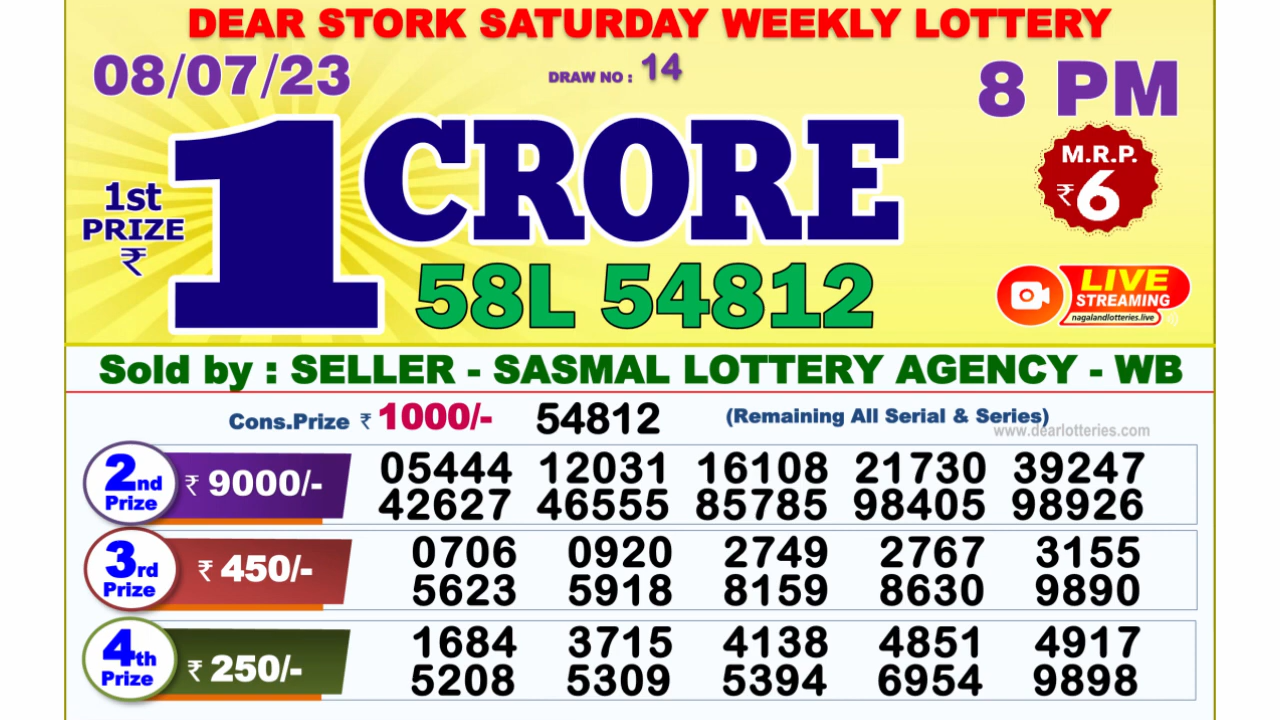 DEAR STORK SATURDAY WEEKLY LOTTERY
08/07/23
DRAW NO : 14
8 PM
1st PRIZE ₹
1 CRORE
M.R.P. ₹ 6
58L 54812
LIVE STREAMING
nagalandlotteries.live
Sold by : SELLER - SASMAL LOTTERY AGENCY - WB
Cons.Prize ₹ 1000/- 54812 (Remaining All Serial & Series)
www.dearlotteries.com
2nd Prize ₹ 9000/-
05444 12031 16108 21730 39247
42627 46555 85785 98405 98926
3rd Prize ₹ 450/-
0706 0920 2749 2767 3155
5623 5918 8159 8630 9890
4th Prize ₹ 250/-
1684 3715 4138 4851 4917
5208 5309 5394 6954 9898